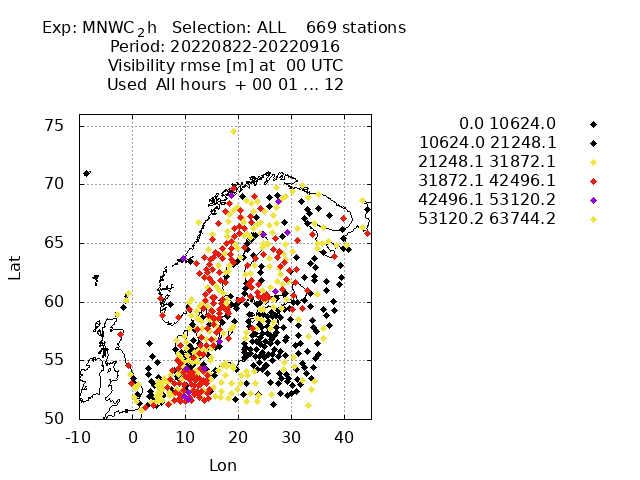 Exp: MNWC_2h Selection: ALL 669 stations
Period: 20220822-20220916
Visibility rmse [m] at 00 UTC
Used All hours + 00 01 ... 12
0.0 10624.0
10624.0 21248.1
21248.1 31872.1
31872.1 42496.1
42496.1 53120.2
53120.2 63744.2
75
70
65
60
55
50
Lat
-10 0 10 20 30 40
Lon